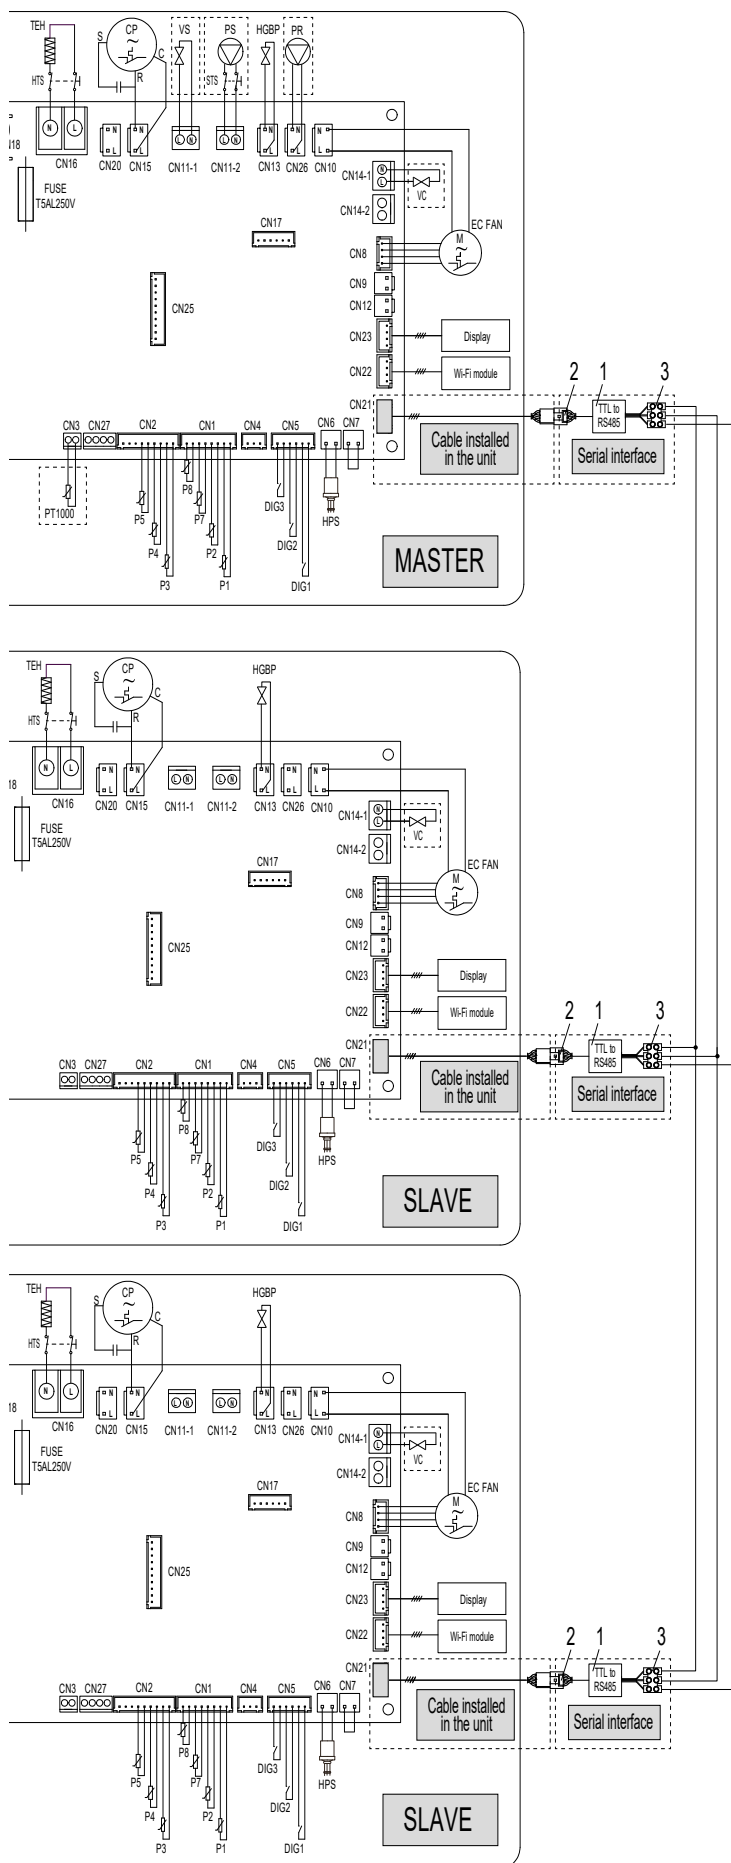 TEH
CP
VS
PS
HGBP
PR
S
C
HTS
STS
R
N
L
N
L
N
L
L
N
L
N
N
L
N
L
N
L
18
CN16
CN20
CN15
CN11-1
CN11-2
CN13
CN26
CN10
FUSE
T5AL250V
CN14-1
N
L
VC
CN14-2
CN17
EC FAN
M
CN8
CN9
CN25
CN12
CN23
Display
CN22
Wi-Fi module
2
1
3
CN21
TTL to
RS485
CN3
CN27
CN2
CN1
CN4
CN5
CN6
CN7
Cable installed
in the unit
Serial interface
PT1000
P5
P4
P3
P8
P7
P2
P1
DIG3
DIG2
DIG1
HPS
MASTER
TEH
CP
HGBP
S
C
HTS
R
N
L
N
L
N
L
L
N
L
N
N
L
N
L
N
L
18
CN16
CN20
CN15
CN11-1
CN11-2
CN13
CN26
CN10
FUSE
T5AL250V
CN14-1
N
L
VC
CN14-2
CN17
EC FAN
M
CN8
CN9
CN25
CN12
CN23
Display
CN22
Wi-Fi module
2
1
3
CN21
TTL to
RS485
CN3
CN27
CN2
CN1
CN4
CN5
CN6
CN7
Cable installed
in the unit
Serial interface
P5
P4
P3
P8
P7
P2
P1
DIG3
DIG2
DIG1
HPS
SLAVE
TEH
CP
HGBP
S
C
HTS
R
N
L
N
L
N
L
L
N
L
N
N
L
N
L
N
L
18
CN16
CN20
CN15
CN11-1
CN11-2
CN13
CN26
CN10
FUSE
T5AL250V
CN14-1
N
L
VC
CN14-2
CN17
EC FAN
M
CN8
CN9
CN25
CN12
CN23
Display
CN22
Wi-Fi module
2
1
3
CN21
TTL to
RS485
CN3
CN27
CN2
CN1
CN4
CN5
CN6
CN7
Cable installed
in the unit
Serial interface
P5
P4
P3
P8
P7
P2
P1
DIG3
DIG2
DIG1
HPS
SLAVE